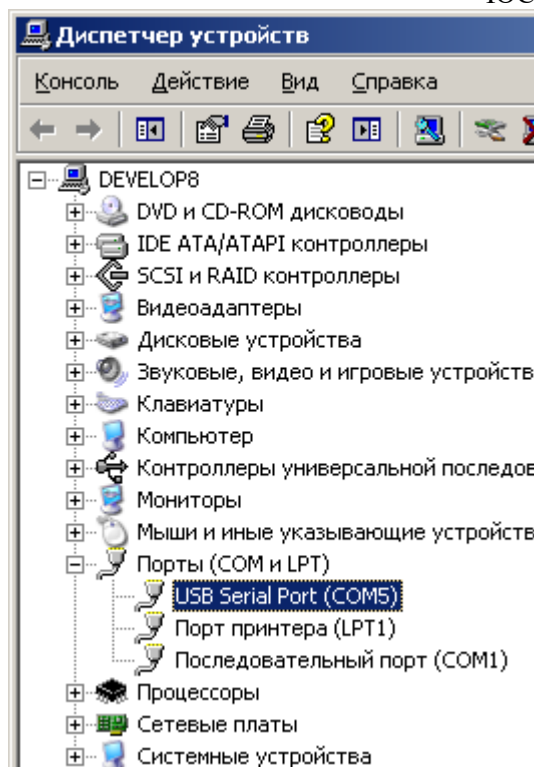 Диспетчер устройств
Консоль Действие Вид Справка
DEVELOP8
DVD и CD-ROM дисководы
IDE ATA/ATAPI контроллеры
SCSI и RAID контроллеры
Видеоадаптеры
Дисковые устройства
Звуковые, видео и игровые устройств
Клавиатуры
Компьютер
Контроллеры универсальной последов
Мониторы
Мыши и иные указывающие устройств
Порты (COM и LPT)
USB Serial Port (COM5)
Порт принтера (LPT1)
Последовательный порт (COM1)
Процессоры
Сетевые платы
Системные устройства